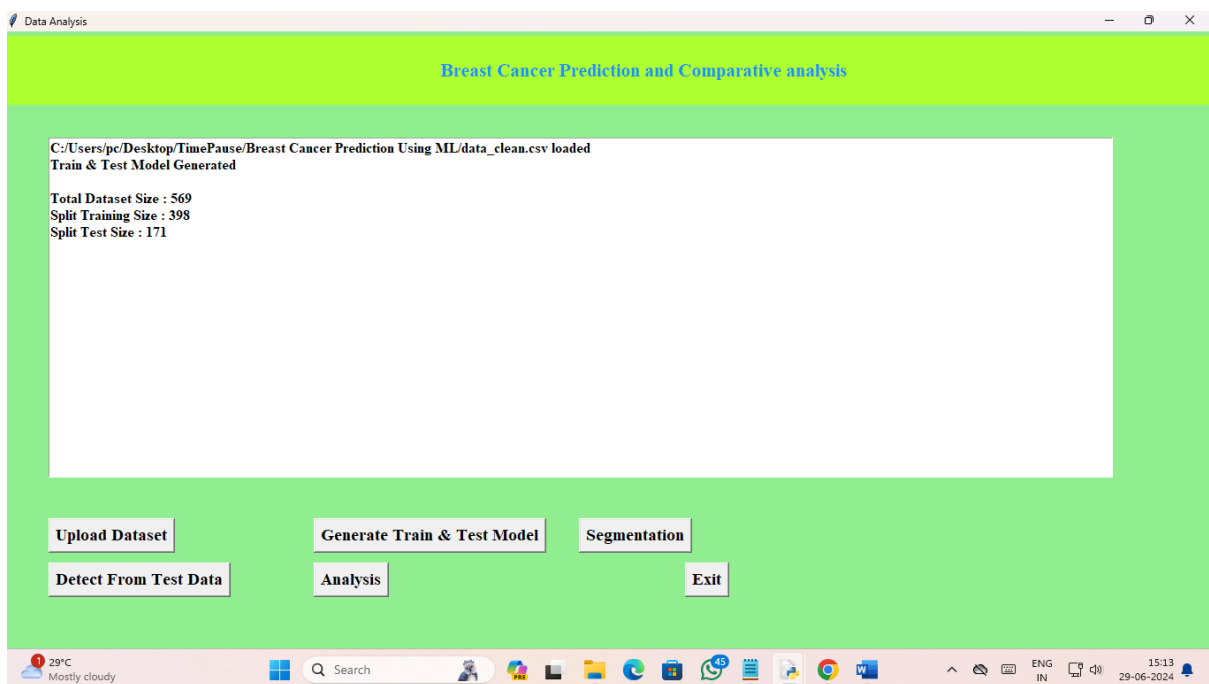 Data Analysis
Breast Cancer Prediction and Comparative analysis
C:/Users/pc/Desktop/TimePause/Breast Cancer Prediction Using ML/data_clean.csv loaded
Train & Test Model Generated
Total Dataset Size : 569
Split Training Size : 398
Split Test Size : 171
Upload Dataset
Generate Train & Test Model
Segmentation
Detect From Test Data
Analysis
Exit
1
29°C
Mostly cloudy
Search
PRE
45
W
ENG
IN
15:13
29-06-2024